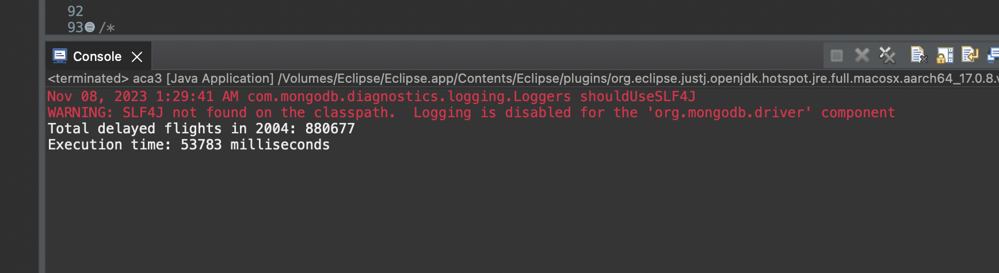 92
93 /*
Console
<terminated> aca3 [Java Application] /Volumes/Eclipse/Eclipse.app/Contents/Eclipse/plugins/org.eclipse.justj.openjdk.hotspot.jre.full.macosx.aarch64_17.0.8.v
Nov 08, 2023 1:29:41 AM com.mongodb.diagnostics.logging.Loggers shouldUseSLF4J
WARNING: SLF4J not found on the classpath.  Logging is disabled for the 'org.mongodb.driver' component
Total delayed flights in 2004: 880677
Execution time: 53783 milliseconds